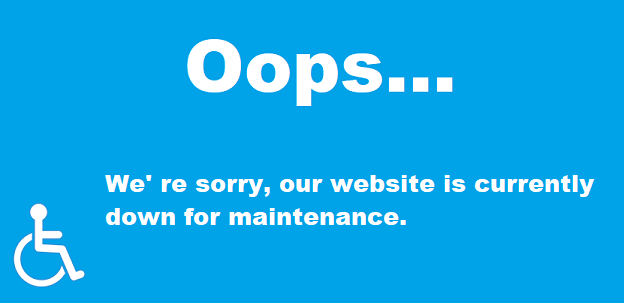 Oops...
We' re sorry, our website is currently
down for maintenance.